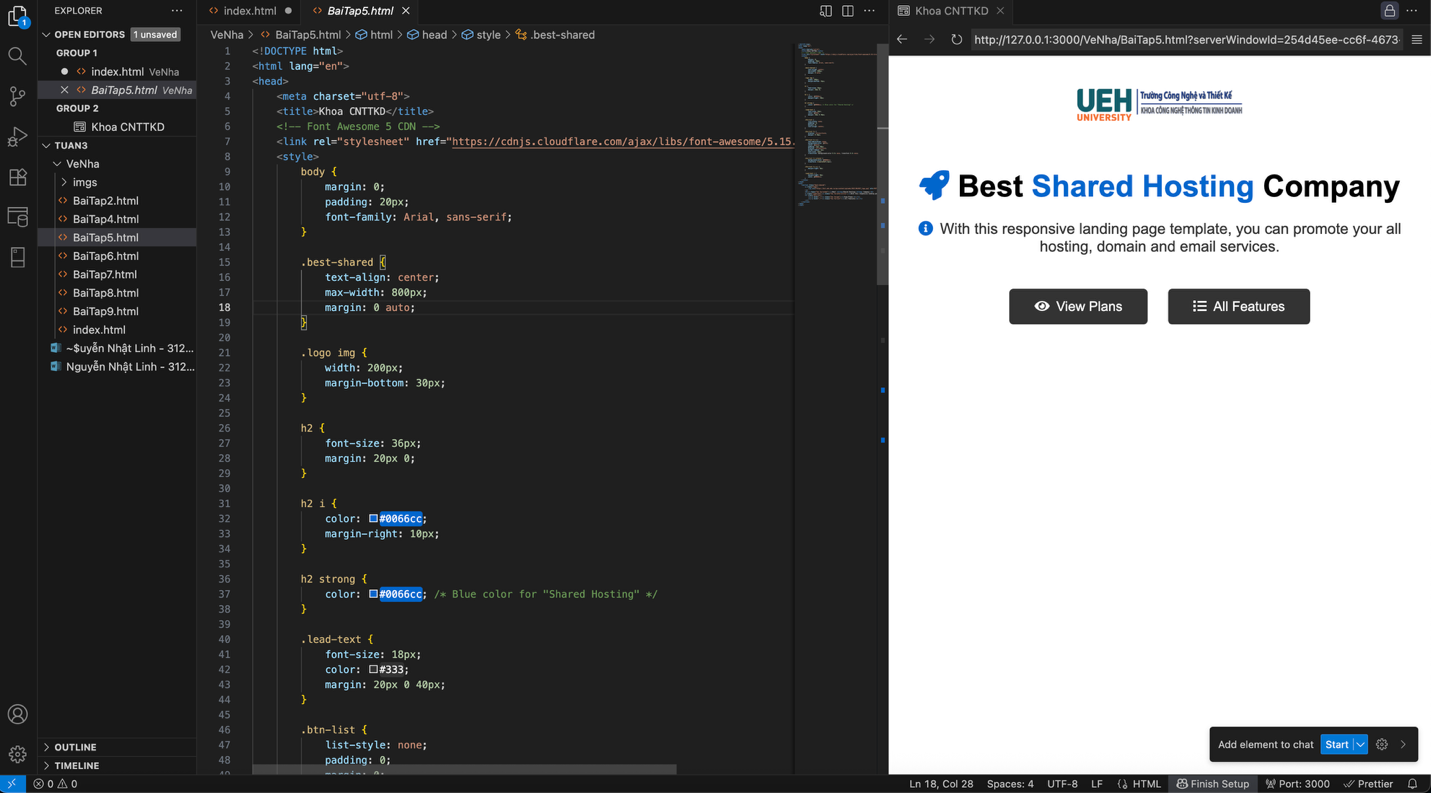 1
EXPLORER
OPEN EDITORS 1 unsaved
GROUP 1
index.html VeNha
BaiTap5.html VeNha
GROUP 2
Khoa CNTTKD
TUAN3
VeNha
imgs
BaiTap2.html
BaiTap4.html
BaiTap5.html
BaiTap6.html
BaiTap7.html
BaiTap8.html
BaiTap9.html
index.html
~$uyễn Nhật Linh - 312...
Nguyễn Nhật Linh - 312...
OUTLINE
TIMELINE
index.html
BaiTap5.html
VeNha > BaiTap5.html > html > head > style > .best-shared
1 <!DOCTYPE html>
2 <html lang="en">
3 <head>
4 <meta charset="utf-8">
5 <title>Khoa CNTTKD</title>
6 <!-- Font Awesome 5 CDN -->
7 <link rel="stylesheet" href="https://cdnjs.cloudflare.com/ajax/libs/font-awesome/5.15.
8 <style>
9 body {
10 margin: 0;
11 padding: 20px;
12 font-family: Arial, sans-serif;
13 }
14
15 .best-shared {
16 text-align: center;
17 max-width: 800px;
18 margin: 0 auto;
19 }
20
21 .logo img {
22 width: 200px;
23 margin-bottom: 30px;
24 }
25
26 h2 {
27 font-size: 36px;
28 margin: 20px 0;
29 }
30
31 h2 i {
32 color: #0066cc;
33 margin-right: 10px;
34 }
35
36 h2 strong {
37 color: #0066cc; /* Blue color for "Shared Hosting" */
38 }
39
40 .lead-text {
41 font-size: 18px;
42 color: #333;
43 margin: 20px 0 40px;
44 }
45
46 .btn-list {
47 list-style: none;
48 padding: 0;
Khoa CNTTKD
http://127.0.0.1:3000/VeNha/BaiTap5.html?serverWindowId=254d45ee-cc6f-4673-
UEH
UNIVERSITY
Trường Công Nghệ và Thiết Kế
KHOA CÔNG NGHỆ THÔNG TIN KINH DOANH
Best Shared Hosting Company
With this responsive landing page template, you can promote your all
hosting, domain and email services.
View Plans
All Features
Add element to chat Start
0 0
Ln 18, Col 28 Spaces: 4 UTF-8 LF HTML Finish Setup Port: 3000 Prettier